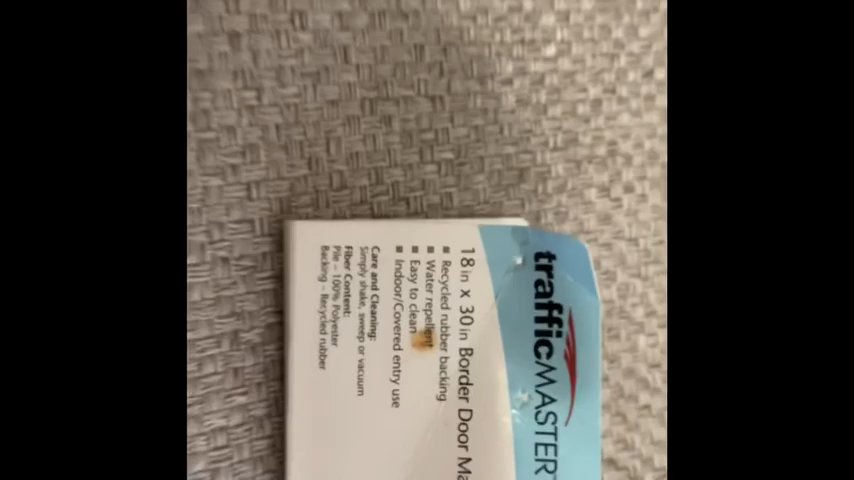 trafficMASTER
18 in x 30 in Border Door Ma
■ Recycled rubber backing
■ Water repellent
■ Easy to clean
■ Indoor/Covered entry use
Care and Cleaning:
Simply shake, sweep or vacuum
Fiber Content:
Pile – 100% Polyester
Backing – Recycled rubber